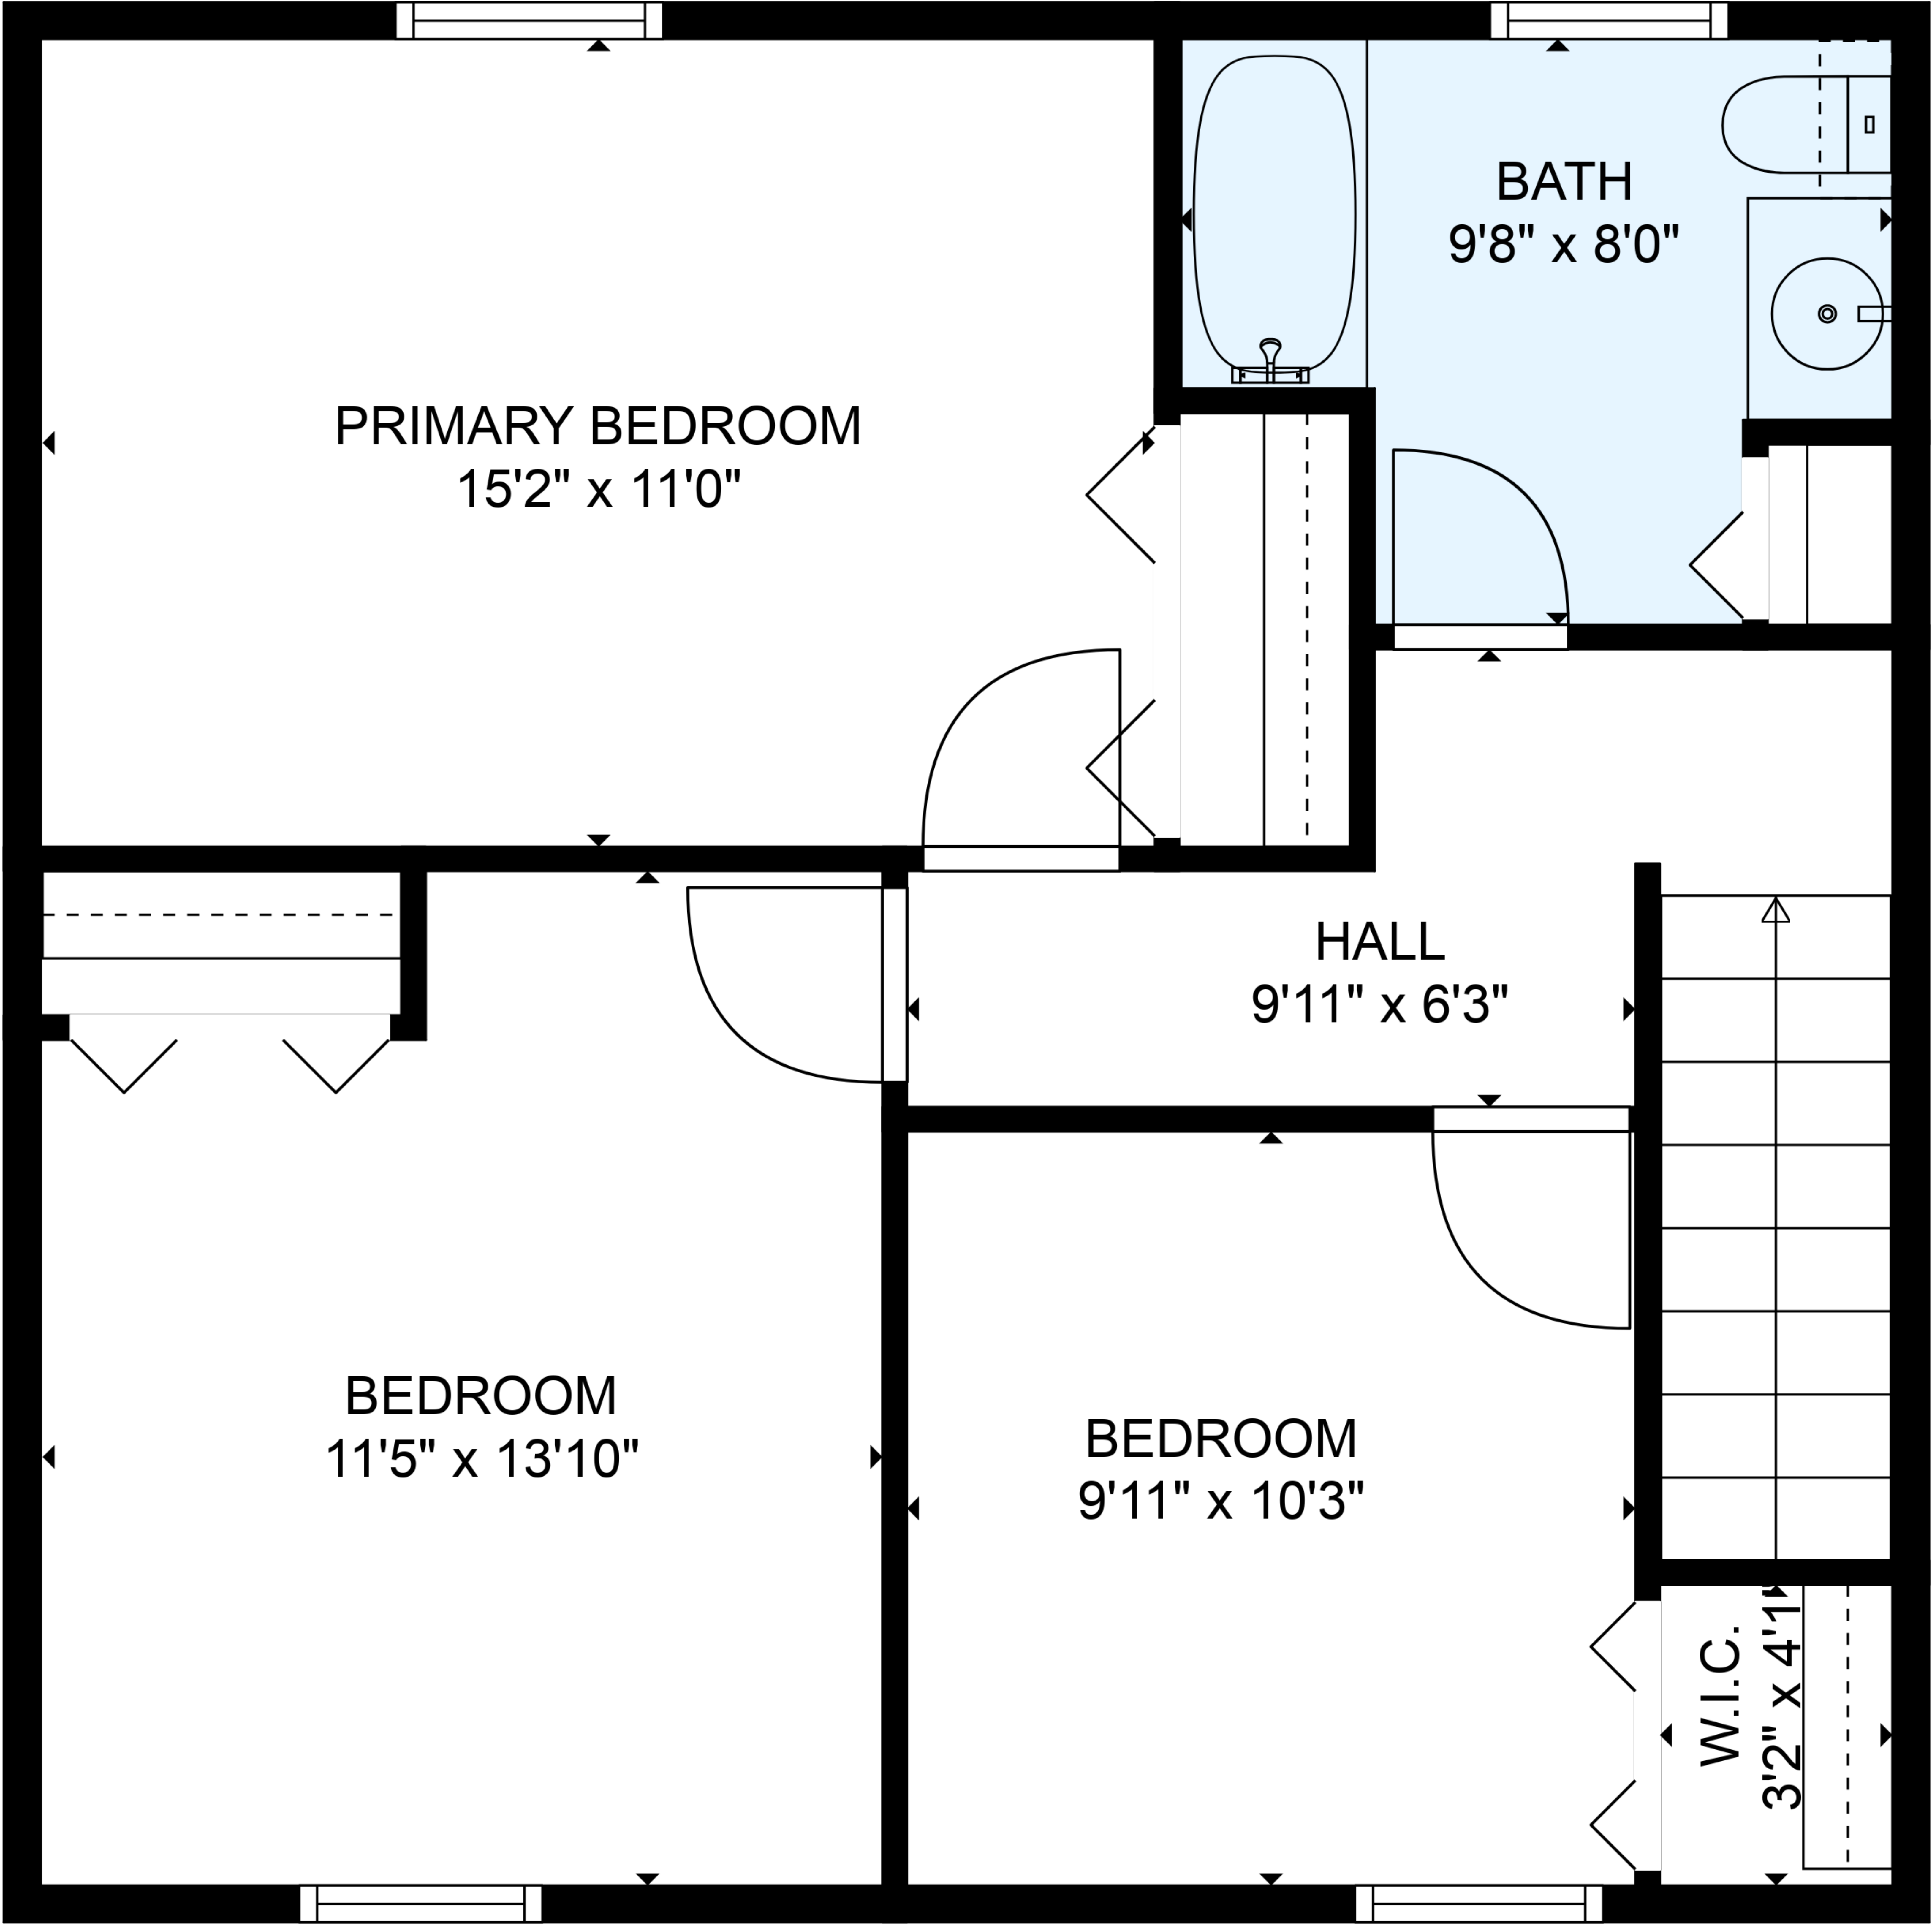 BATH
9'8" x 8'0"
PRIMARY BEDROOM
15'2" x 11'0"
HALL
9'11" x 6'3"
BEDROOM
11'5" x 13'10"
BEDROOM
9'11" x 10'3"
W.I.C.
3'2" x 4'1"